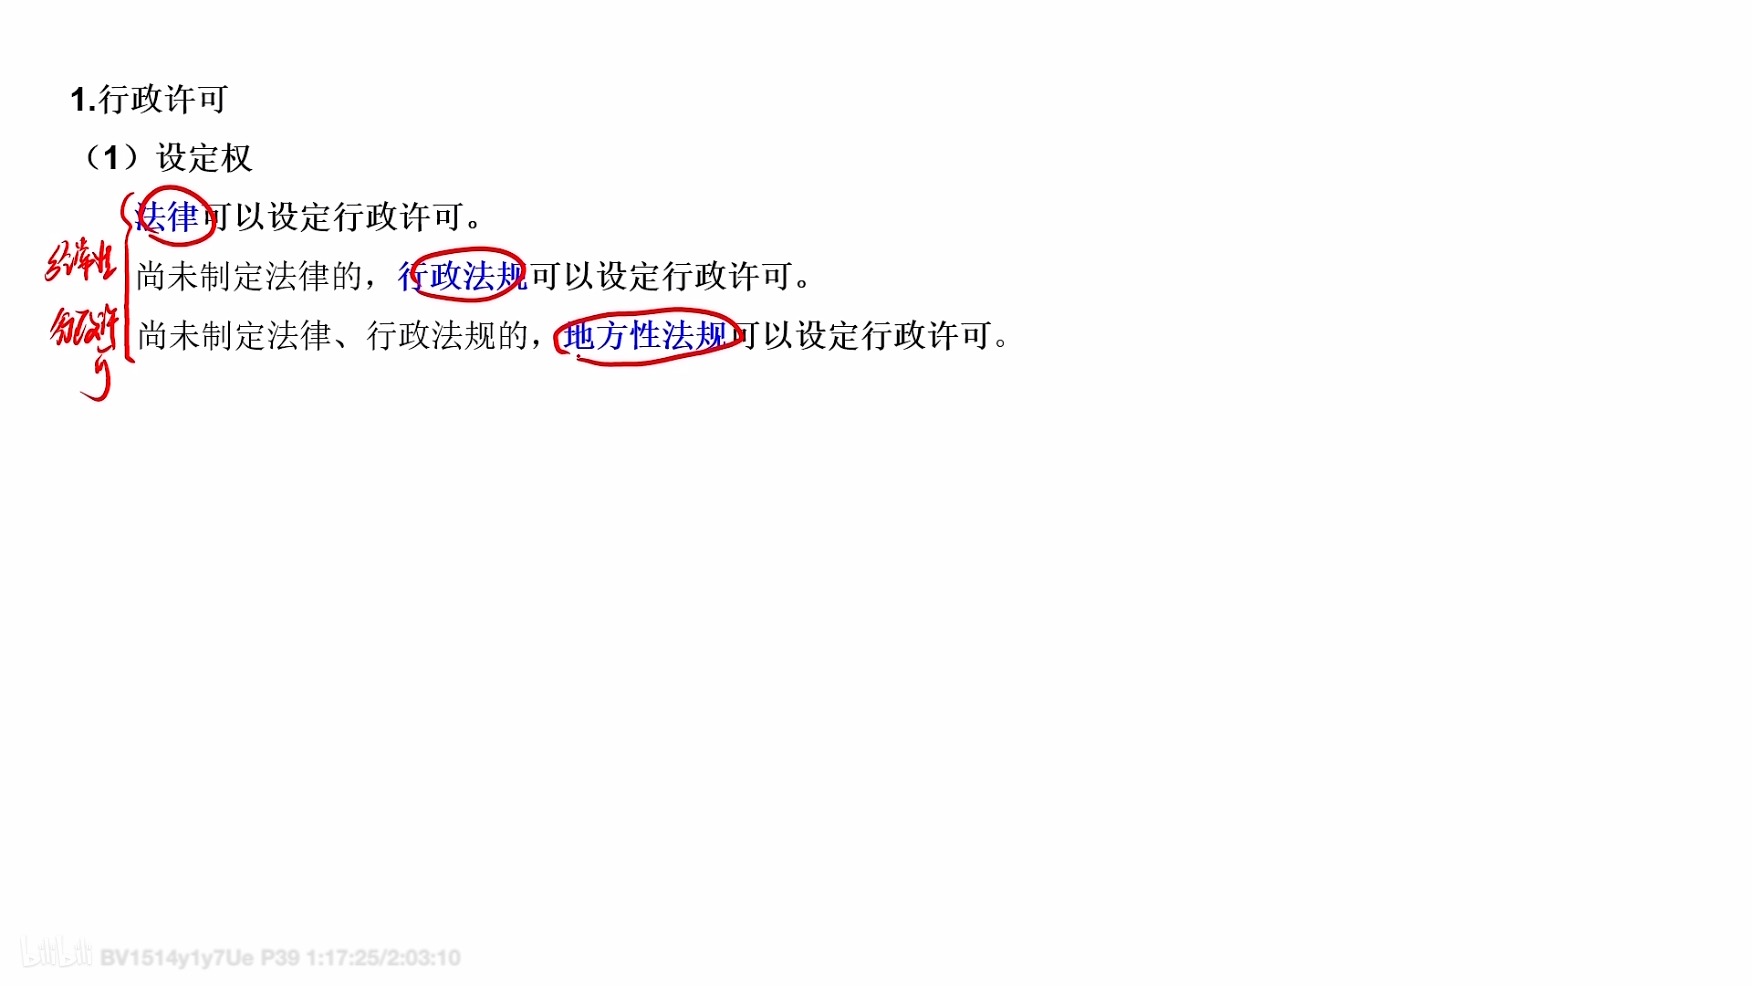 1.行政许可
（1）设定权
法律可以设定行政许可。
经常性
行政许可
尚未制定法律的，行政法规可以设定行政许可。
尚未制定法律、行政法规的，地方性法规可以设定行政许可。
bilibili BV1514y1y7Ue P39 1:17:25/2:03:10